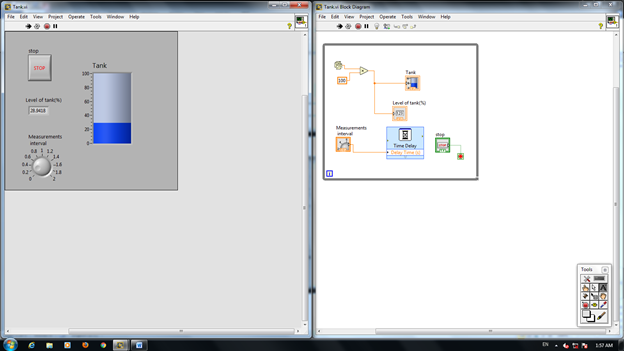 Tank.vi
File Edit View Project Operate Tools Window Help
stop
STOP
Tank
100
80
60
40
20
0
Level of tank(%)
28.9418
Measurements
interval
0.8 1 1.2
0.6 1.4
0.4 1.6
0.2 1.8
0 2
Tank.vi Block Diagram
File Edit View Project Operate Tools Window Help
100
Tank
Level of tank(%)
Measurements
interval
Time Delay
Delay Time (s)
stop
i
Tools
EN
1:57 AM